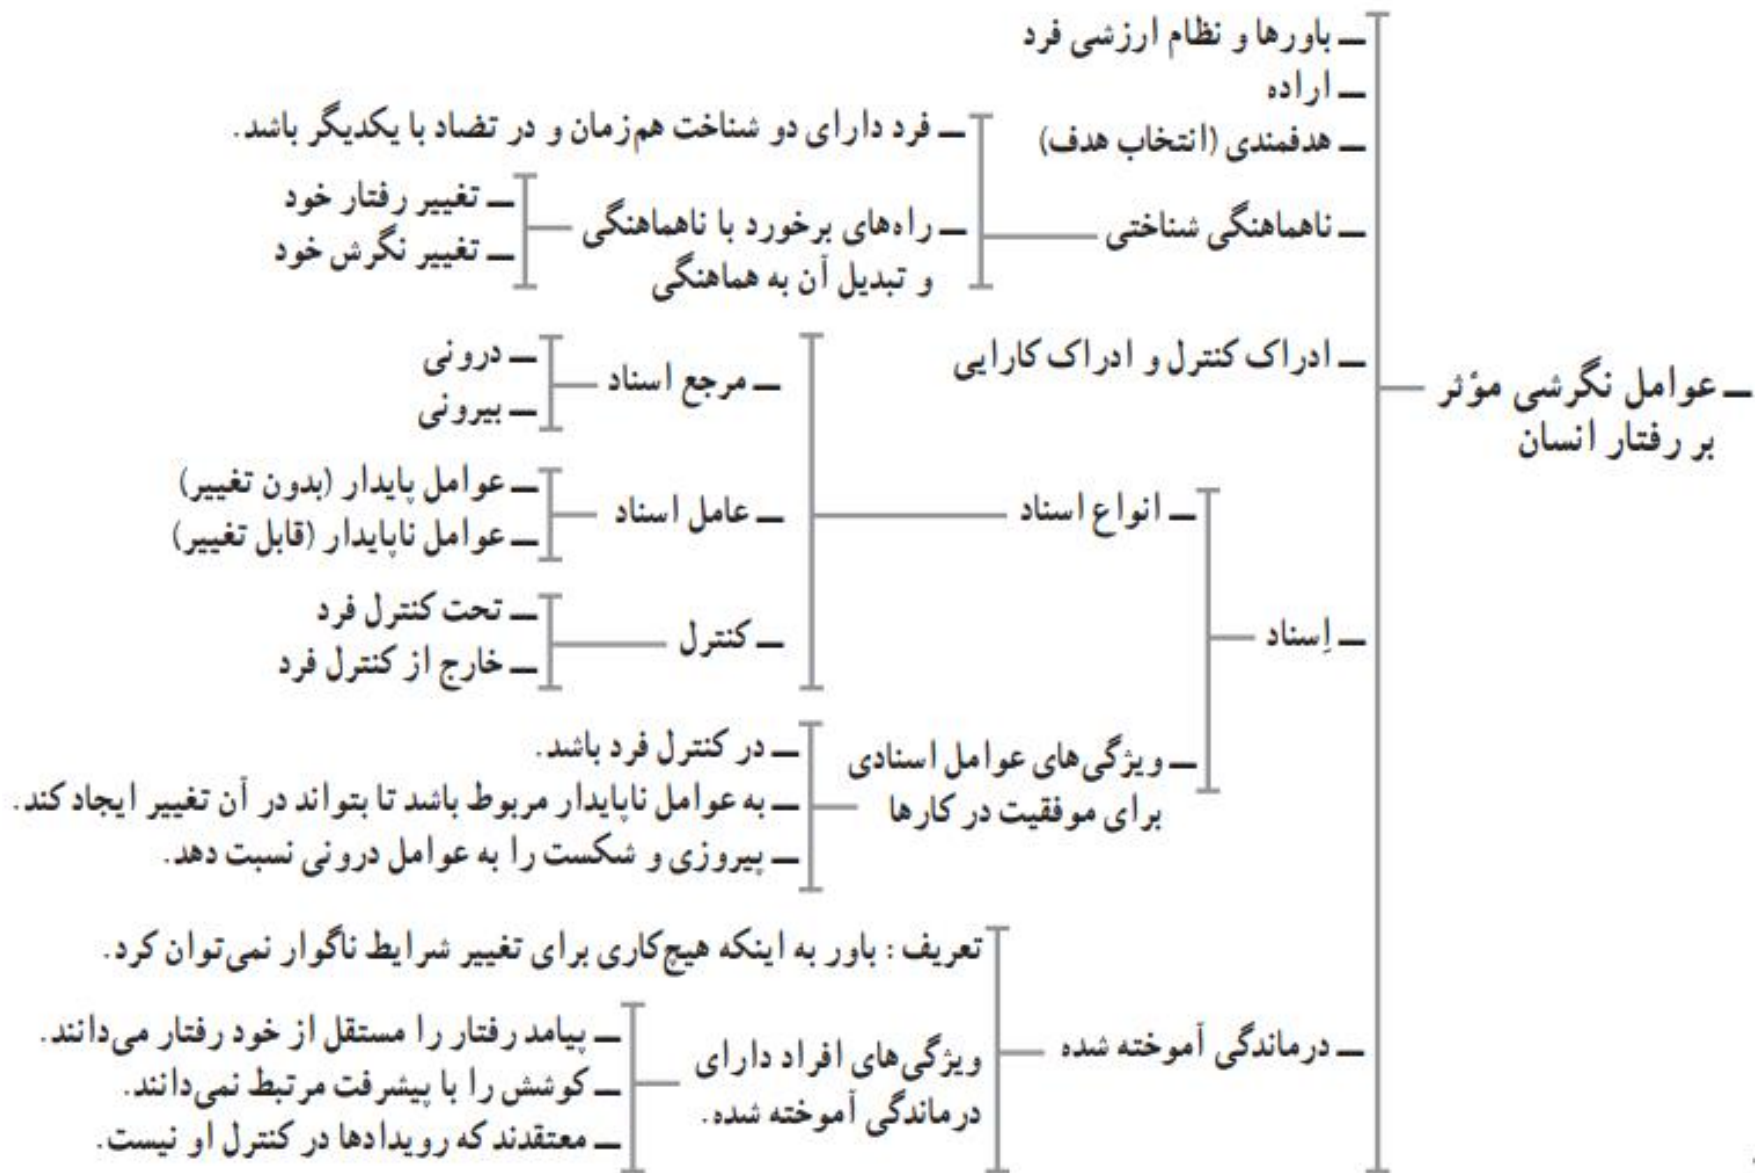 ـ عوامل نگرشی مؤثر
بر رفتار انسان
ـ باورها و نظام ارزشی فرد
ـ اراده
ـ هدفمندی (انتخاب هدف)
ـ ناهماهنگی شناختی
ـ فرد دارای دو شناخت هم‌زمان و در تضاد با یکدیگر باشد.
ـ راه‌های برخورد با ناهماهنگی
و تبدیل آن به هماهنگی
ـ تغییر رفتار خود
ـ تغییر نگرش خود
ـ ادراک کنترل و ادراک کارایی
ـ اِسناد
ـ انواع اسناد
ـ مرجع اسناد
ـ درونی
ـ بیرونی
ـ عامل اسناد
ـ عوامل پایدار (بدون تغییر)
ـ عوامل ناپایدار (قابل تغییر)
ـ کنترل
ـ تحت کنترل فرد
ـ خارج از کنترل فرد
ـ ویژگی‌های عوامل اسنادی
برای موفقیت در کارها
ـ در کنترل فرد باشد.
ـ به عوامل ناپایدار مربوط باشد تا بتواند در آن تغییر ایجاد کند.
ـ پیروزی و شکست را به عوامل درونی نسبت دهد.
ـ درماندگی آموخته شده
تعریف : باور به اینکه هیچ‌کاری برای تغییر شرایط ناگوار نمی‌توان کرد.
ویژگی‌های افراد دارای
درماندگی آموخته شده.
ـ پیامد رفتار را مستقل از خود رفتار می‌دانند.
ـ کوشش را با پیشرفت مرتبط نمی‌دانند.
ـ معتقدند که رویدادها در کنترل او نیست.